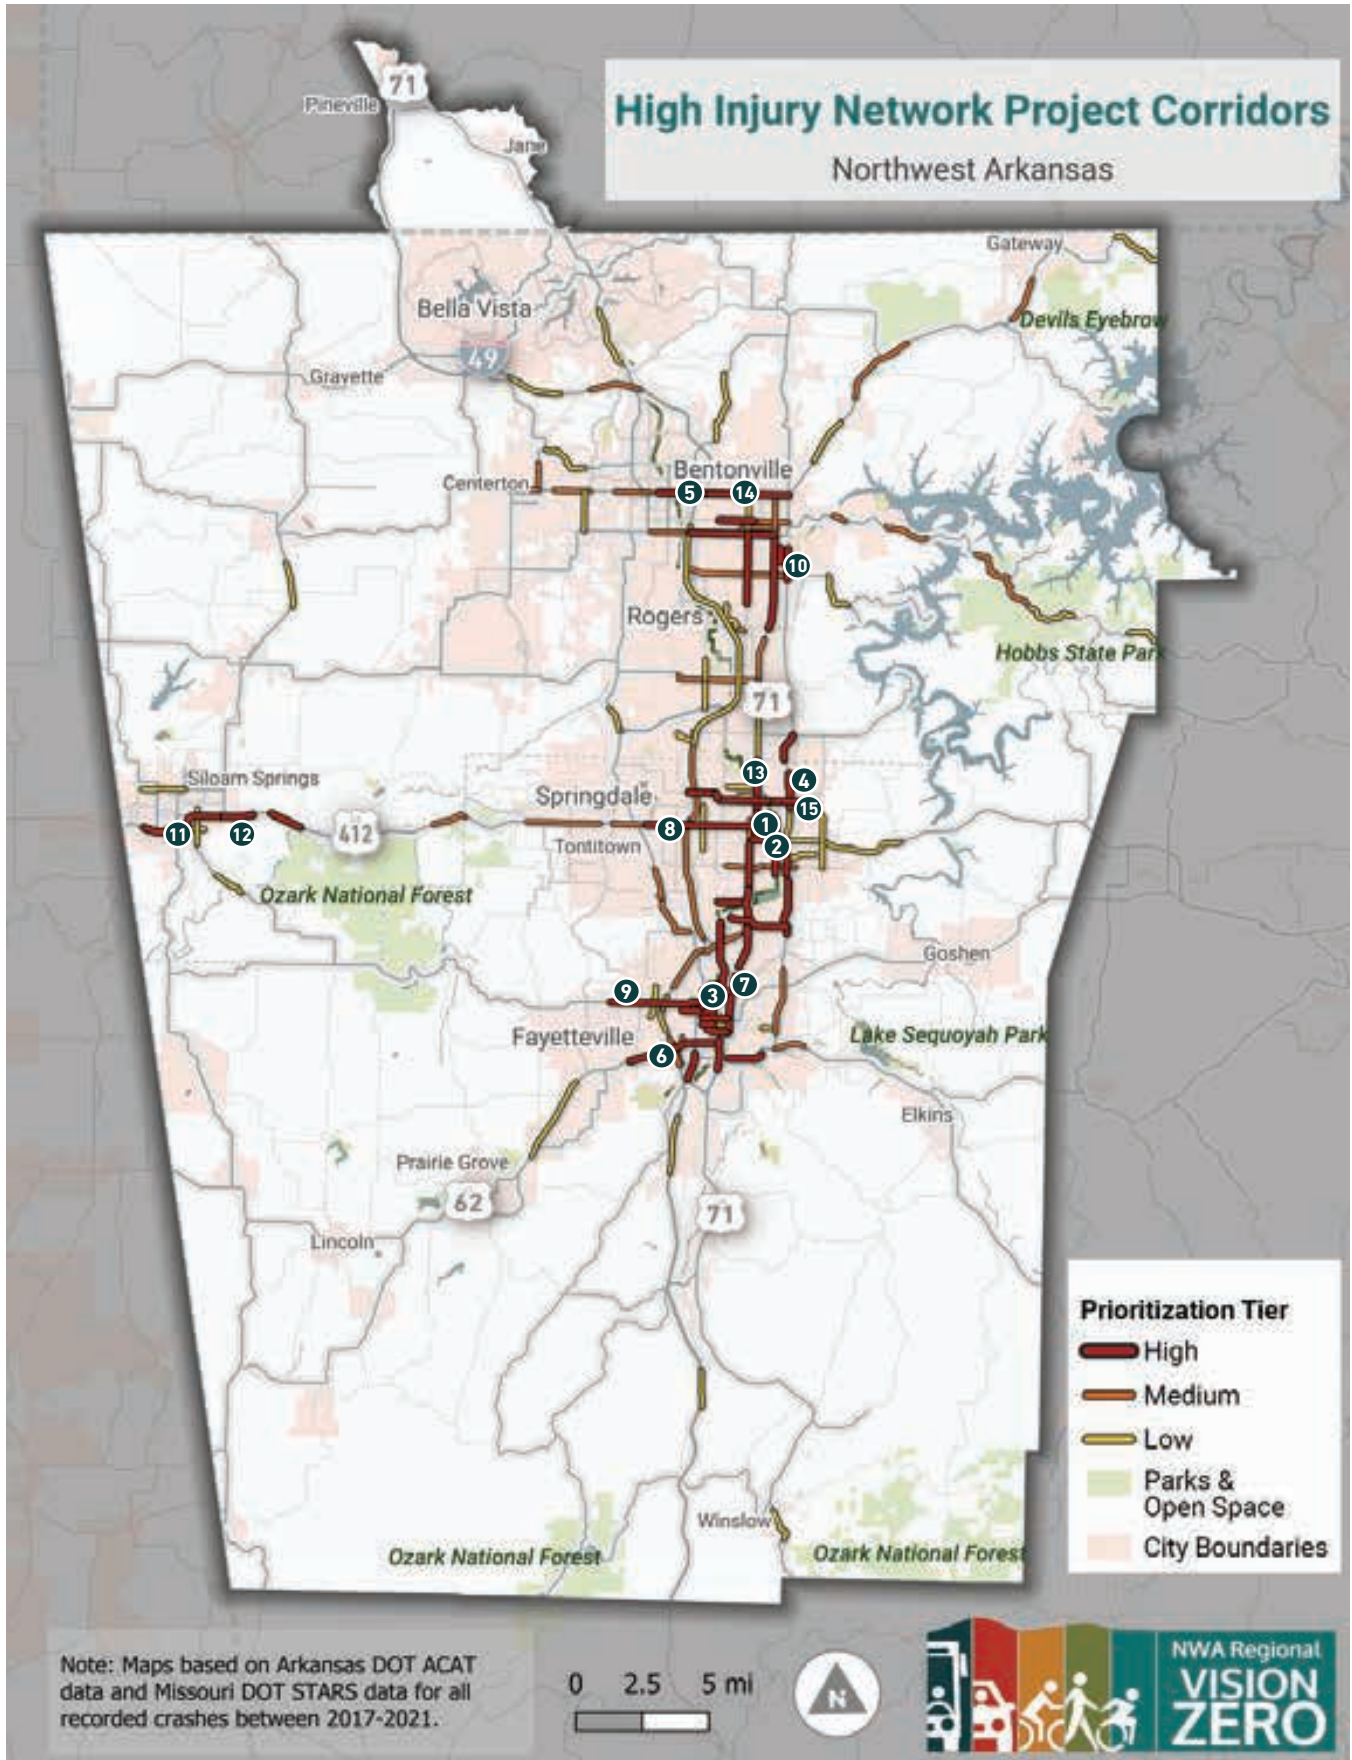 High Injury Network Project Corridors
Northwest Arkansas
71
Pineville
Jane
Gateway
Bella Vista
Devils Eyebrow
49
Gravette
Bentonville
Centerton
5
14
10
Rogers
Hobbs State Park
71
13
4
Siloam Springs
Springdale
15
11
12
412
8
1
Tontitown
2
Ozark National Forest
Goshen
9
3
7
Fayetteville
Lake Sequoyah Park
6
Elkins
Prairie Grove
62
71
Lincoln
Prioritization Tier
High
Medium
Low
Parks &
Open Space
City Boundaries
Winslow
Ozark National Forest
Ozark National Forest
Note: Maps based on Arkansas DOT ACAT
data and Missouri DOT STARS data for all
recorded crashes between 2017-2021.
0 2.5 5 mi
N
NWA Regional
VISION
ZERO